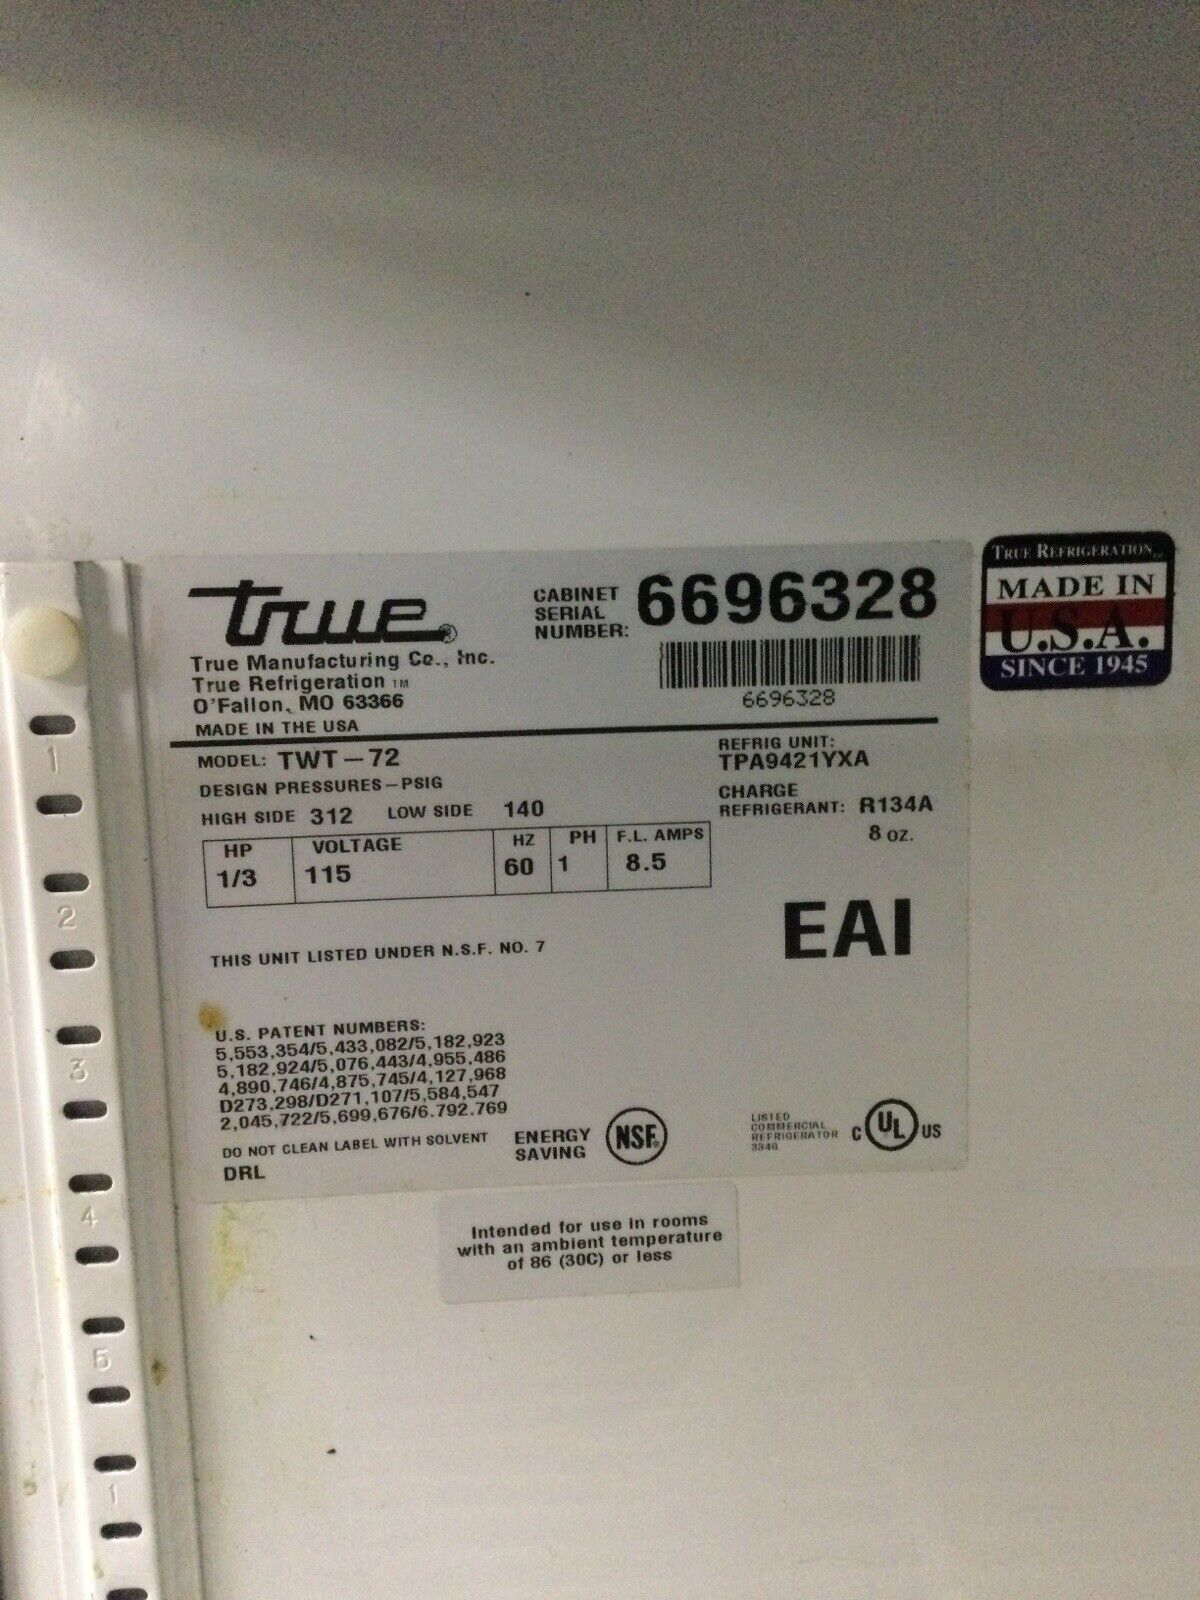 true®
True Manufacturing Co., Inc.
True Refrigeration TM
O'Fallon, MO 63366
MADE IN THE USA
CABINET
SERIAL
NUMBER: 6696328
6696328
TRUE REFRIGERATION
MADE IN
U.S.A.
SINCE 1945
MODEL: TWT-72
DESIGN PRESSURES-PSIG
HIGH SIDE 312 LOW SIDE 140
REFRIG UNIT:
TPA9421YXA
CHARGE
REFRIGERANT: R134A
8 OZ.
HP VOLTAGE HZ PH F.L. AMPS
1/3 115 60 1 8.5
EAI
THIS UNIT LISTED UNDER N.S.F. NO. 7
U.S. PATENT NUMBERS:
5,553,354/5,433,082/5,182,923
5,182,924/5,076,443/4,955,486
4,890,746/4,875,745/4,127,968
D273,298/D271,107/5,584,547
2,045,722/5,699,676/6.792.769
DO NOT CLEAN LABEL WITH SOLVENT
DRL
ENERGY
SAVING
NSF®
LISTED
COMMERCIAL
REFRIGERATOR
C UL US
Intended for use in rooms
with an ambient temperature
of 86 (30C) or less
1
2
3
4
5
1